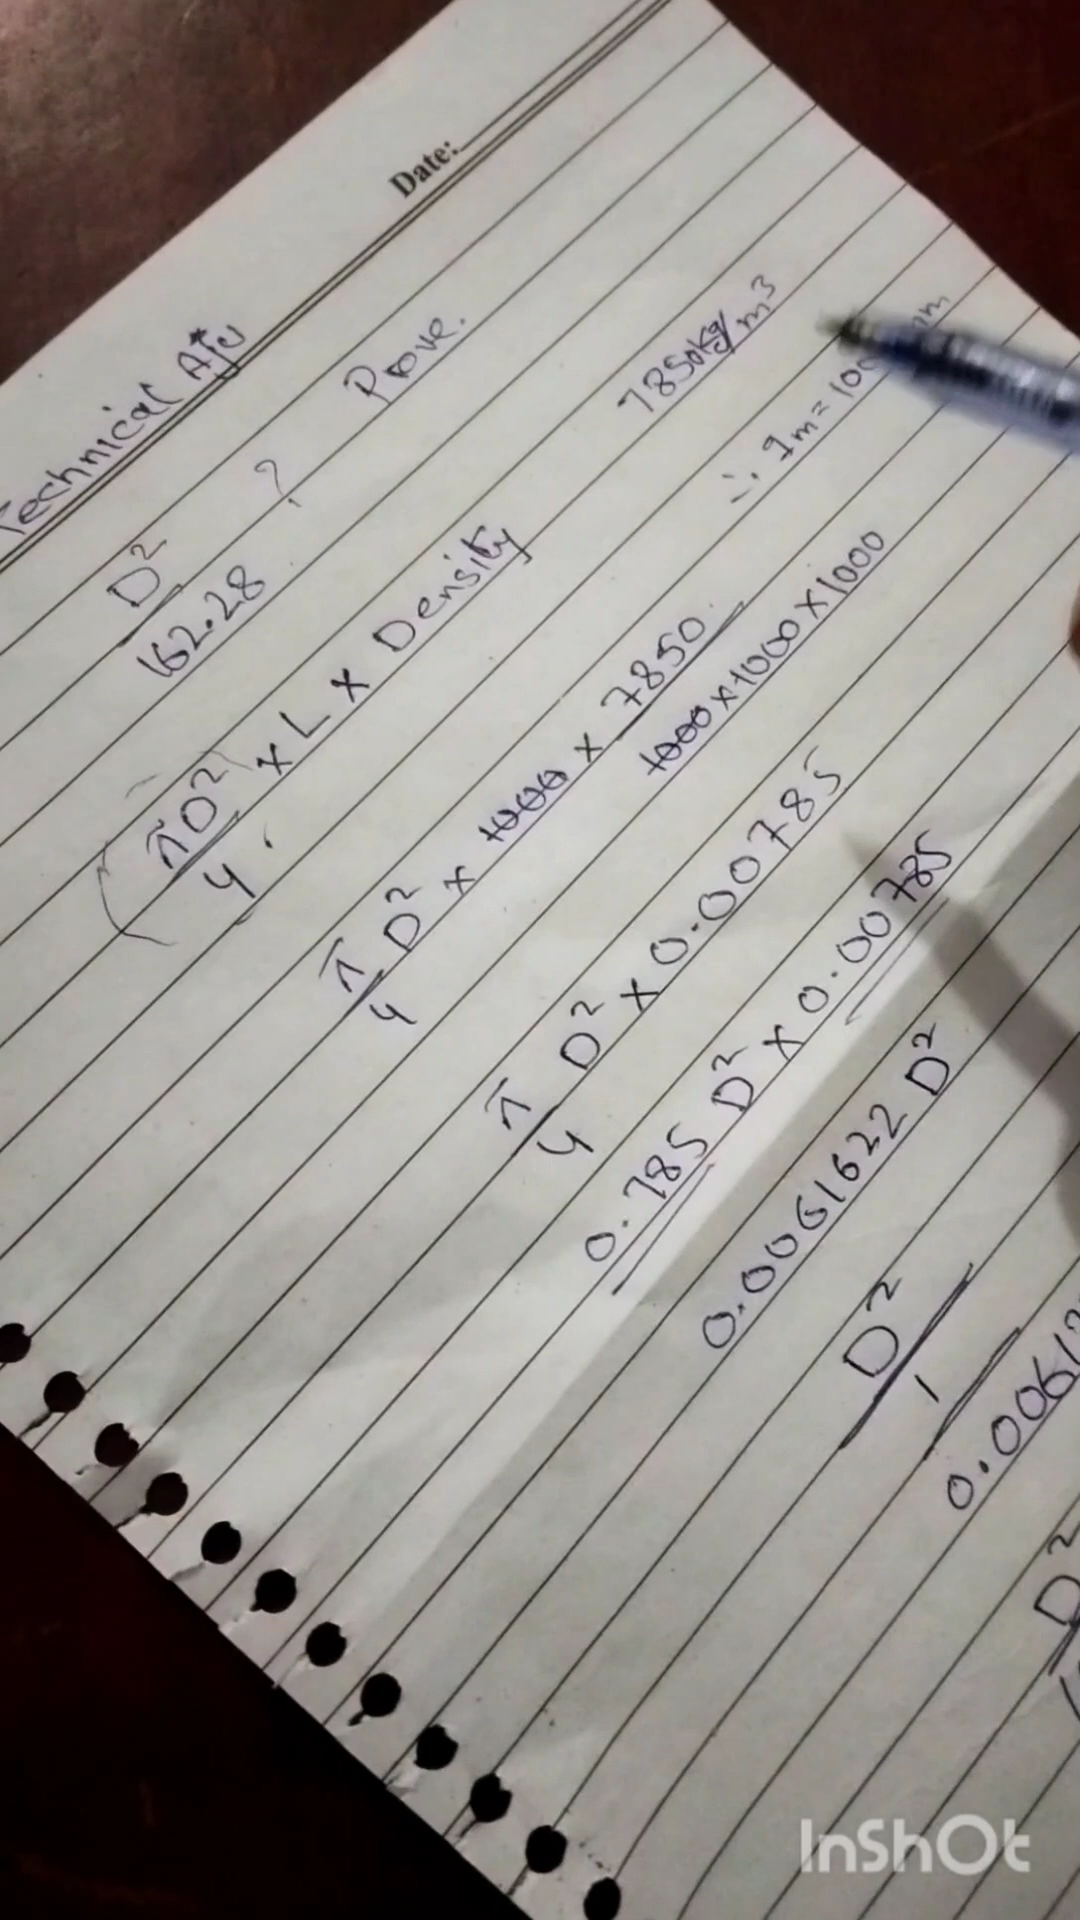 Date:
Technical Aju
D² ? Prove.
162.28
πD²/4 × L × Density 7850kg/m³
∴ 1m = 100
π/4 D² × 1000 × 7850 / 1000×1000×1000
π/4 D² × 0.00785
0.785 D² × 0.00785
0.0061622 D²
D²/1
0.0061
D²
InShOt